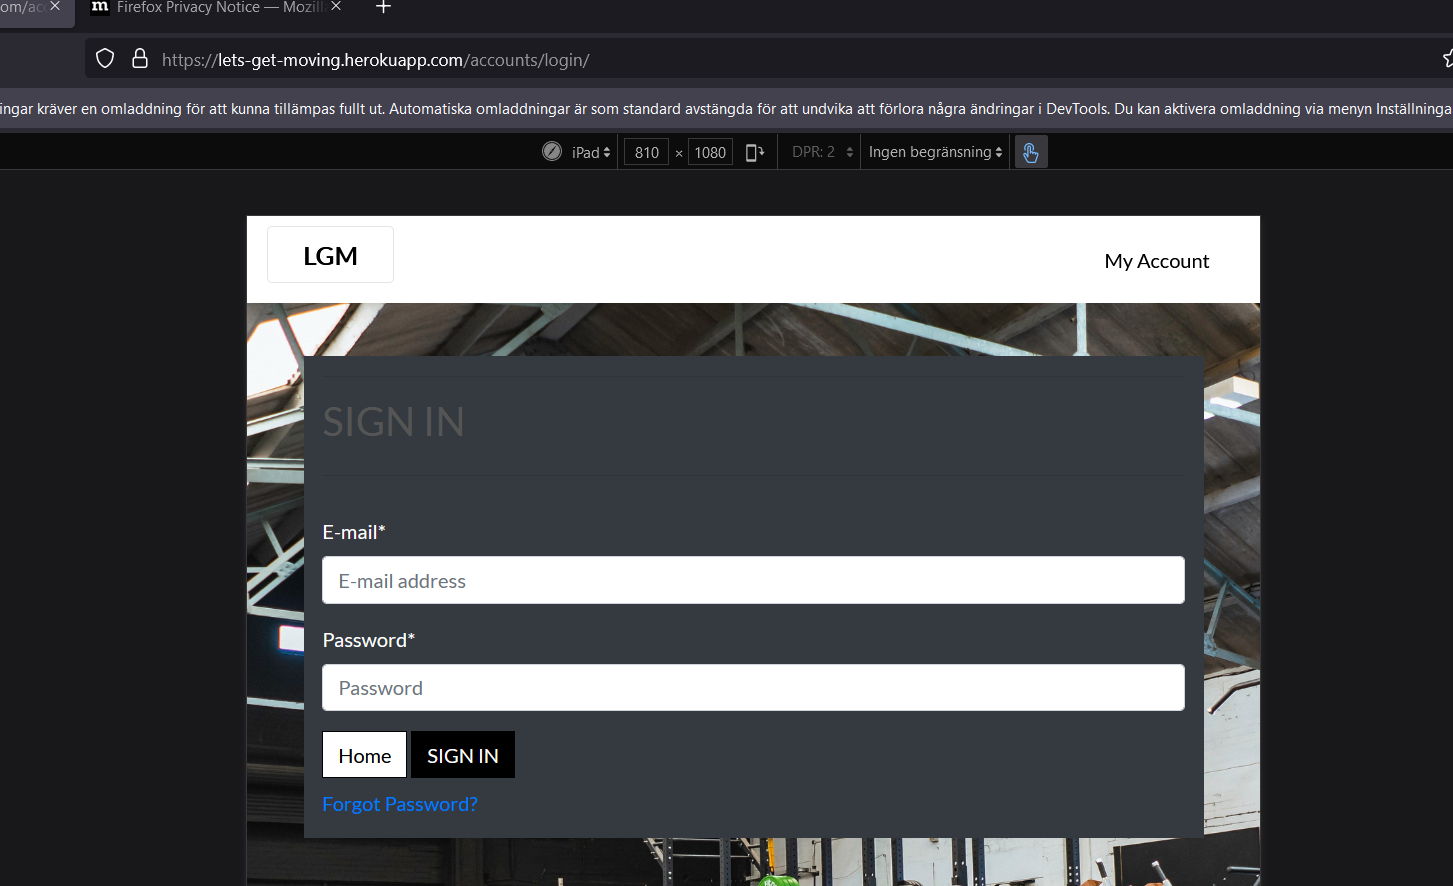 om/acc
m Firefox Privacy Notice — Mozill
https://lets-get-moving.herokuapp.com/accounts/login/
ingar kräver en omladdning för att kunna tillämpas fullt ut. Automatiska omladdningar är som standard avstängda för att undvika att förlora några ändringar i DevTools. Du kan aktivera omladdning via menyn Inställninga
iPad 810 × 1080 DPR: 2 Ingen begränsning
LGM
My Account
SIGN IN
E-mail*
E-mail address
Password*
Password
Home SIGN IN
Forgot Password?